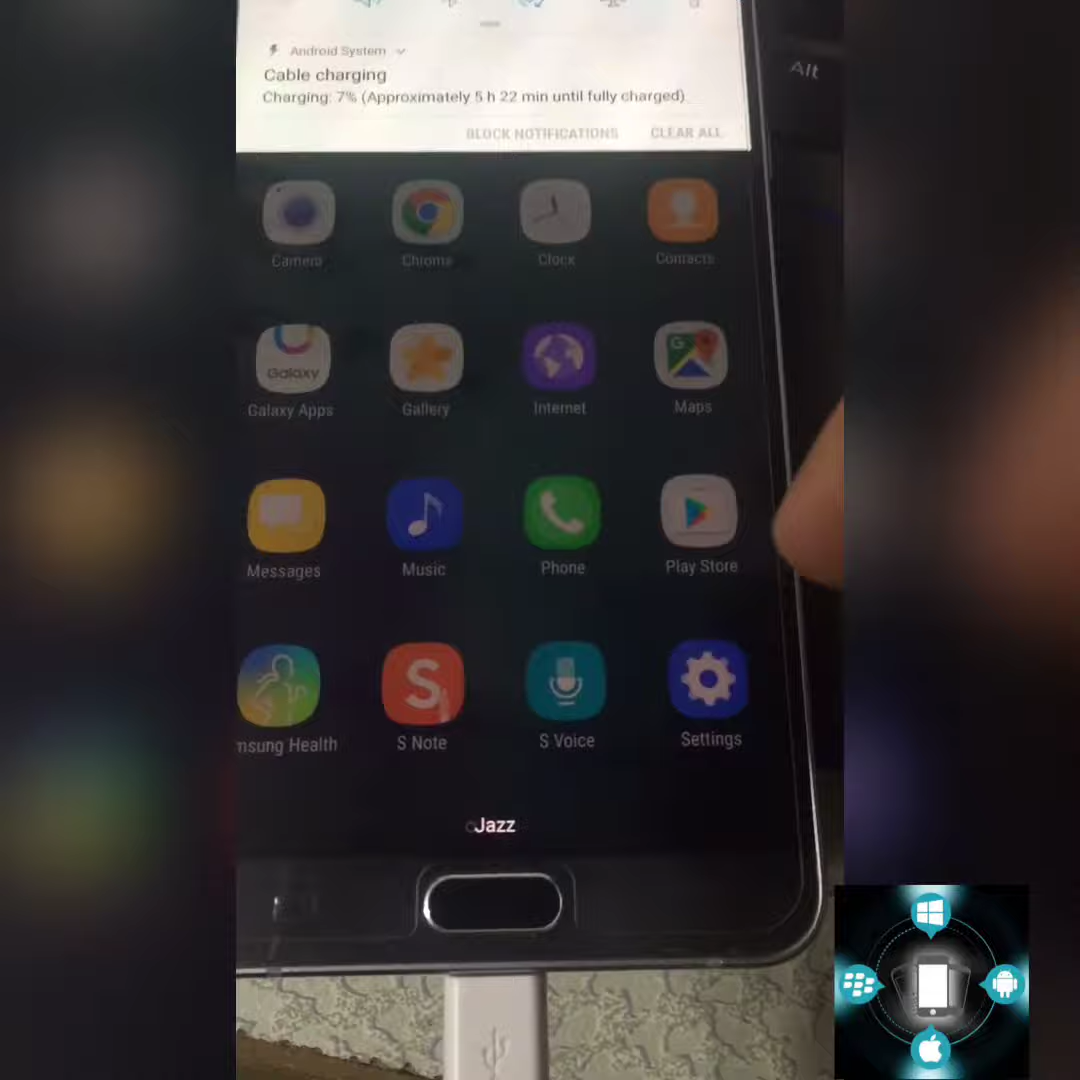 Android System
Alt
Cable charging
Charging: 7% (Approximately 5 h 22 min until fully charged)
BLOCK NOTIFICATIONS CLEAR ALL
Camera Chrome Clock Contacts
Galaxy
Galaxy Apps Gallery Internet Maps
Messages Music Phone Play Store
S
msung Health S Note S Voice Settings
Jazz